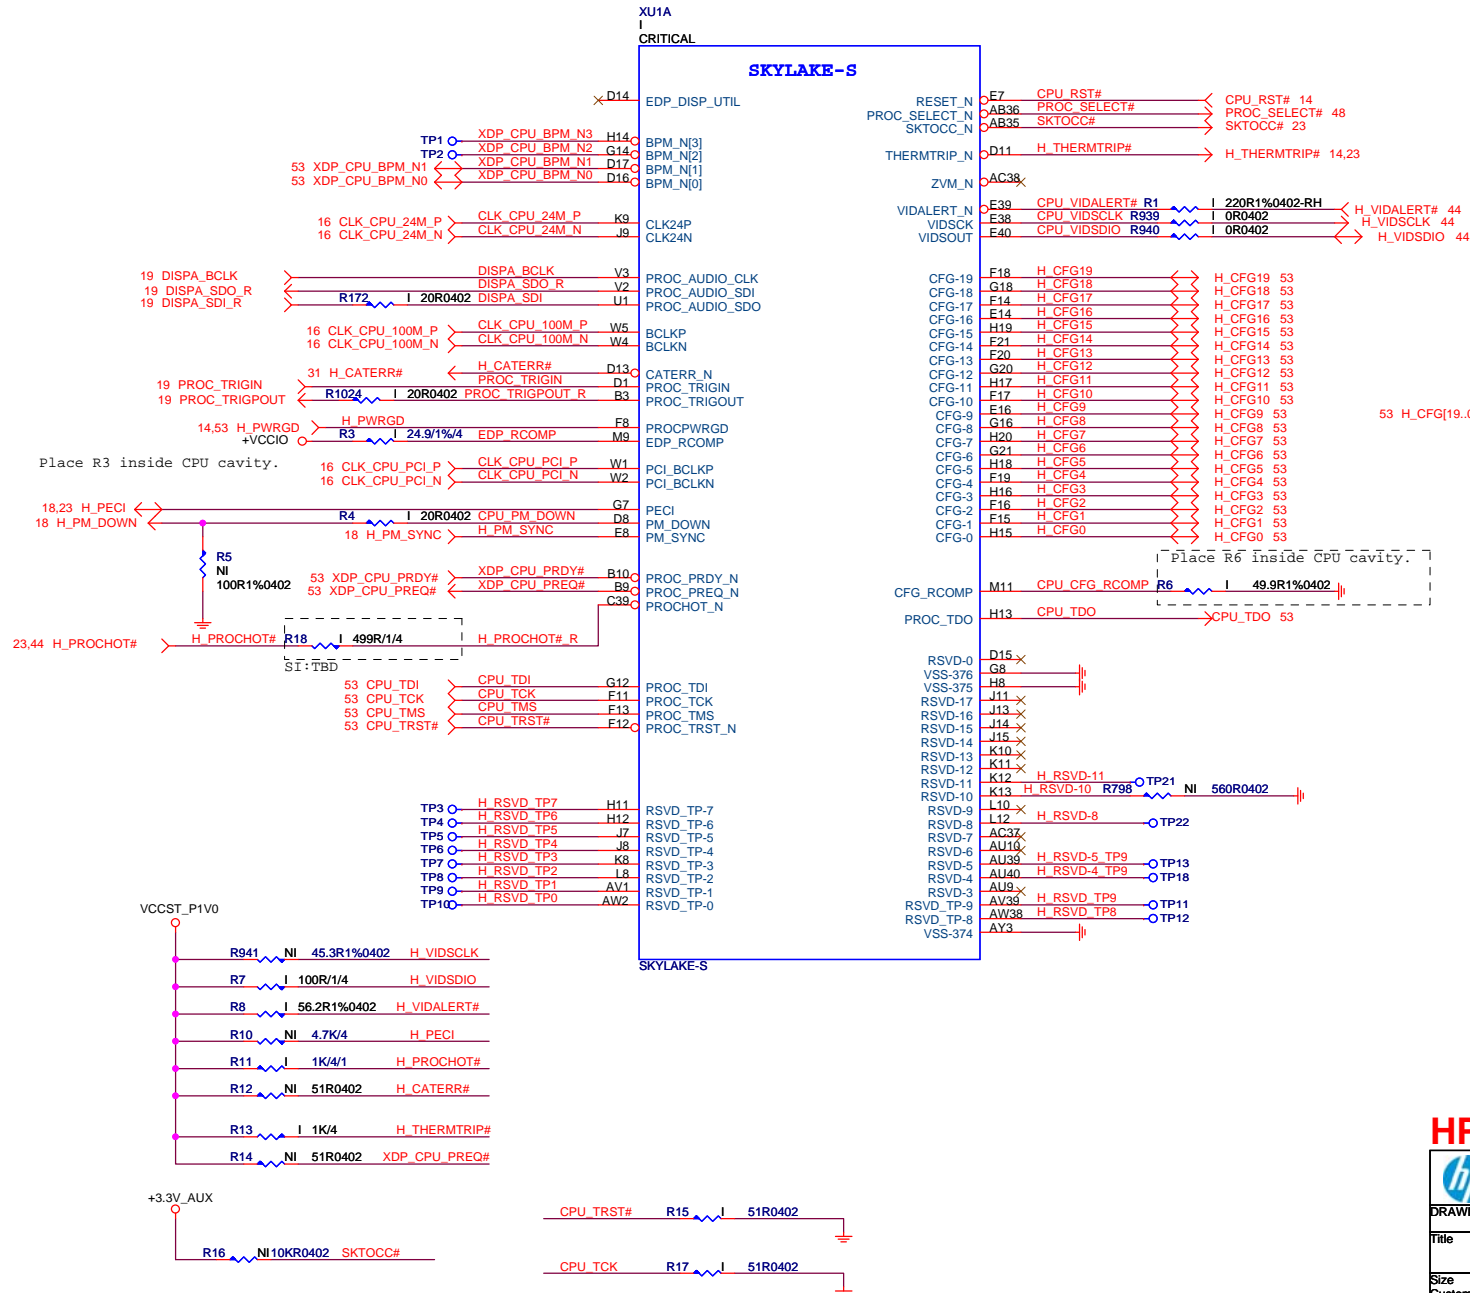 XU1A
I
CRITICAL
SKYLAKE-S
D14 EDP_DISP_UTIL
TP1 XDP_CPU_BPM_N3 H14 BPM_N[3]
TP2 XDP_CPU_BPM_N2 G14 BPM_N[2]
53 XDP_CPU_BPM_N1 XDP_CPU_BPM_N1 D17 BPM_N[1]
53 XDP_CPU_BPM_N0 XDP_CPU_BPM_N0 D16 BPM_N[0]
16 CLK_CPU_24M_P CLK_CPU_24M_P K9 CLK24P
16 CLK_CPU_24M_N CLK_CPU_24M_N J9 CLK24N
19 DISPA_BCLK DISPA_BCLK V3 PROC_AUDIO_CLK
19 DISPA_SDO_R DISPA_SDO_R V2 PROC_AUDIO_SDI
19 DISPA_SDI_R R172 I 20R0402 DISPA_SDI U1 PROC_AUDIO_SDO
16 CLK_CPU_100M_P CLK_CPU_100M_P W5 BCLKP
16 CLK_CPU_100M_N CLK_CPU_100M_N W4 BCLKN
31 H_CATERR# H_CATERR# D13 CATERR_N
19 PROC_TRIGIN PROC_TRIGIN D1 PROC_TRIGIN
19 PROC_TRIGPOUT R1024 I 20R0402 PROC_TRIGPOUT_R B3 PROC_TRIGOUT
14,53 H_PWRGD H_PWRGD F8 PROCPWRGD
+VCCIO R3 I 24.9/1%/4 EDP_RCOMP M9 EDP_RCOMP
Place R3 inside CPU cavity.
16 CLK_CPU_PCI_P CLK_CPU_PCI_P W1 PCI_BCLKP
16 CLK_CPU_PCI_N CLK_CPU_PCI_N W2 PCI_BCLKN
18,23 H_PECI G7 PECI
18 H_PM_DOWN R4 I 20R0402 CPU_PM_DOWN D8 PM_DOWN
18 H_PM_SYNC H_PM_SYNC E8 PM_SYNC
R5
NI
100R1%0402
53 XDP_CPU_PRDY# XDP_CPU_PRDY# B10 PROC_PRDY_N
53 XDP_CPU_PREQ# XDP_CPU_PREQ# B9 PROC_PREQ_N
C39 PROCHOT_N
23,44 H_PROCHOT# H_PROCHOT# R18 I 499R/1/4 H_PROCHOT#_R
SI:TBD
53 CPU_TDI CPU_TDI G12 PROC_TDI
53 CPU_TCK CPU_TCK F11 PROC_TCK
53 CPU_TMS CPU_TMS F13 PROC_TMS
53 CPU_TRST# CPU_TRST# F12 PROC_TRST_N
TP3 H_RSVD_TP7 H11 RSVD_TP-7
TP4 H_RSVD_TP6 H12 RSVD_TP-6
TP5 H_RSVD_TP5 J7 RSVD_TP-5
TP6 H_RSVD_TP4 J8 RSVD_TP-4
TP7 H_RSVD_TP3 K8 RSVD_TP-3
TP8 H_RSVD_TP2 L8 RSVD_TP-2
TP9 H_RSVD_TP1 AV1 RSVD_TP-1
TP10 H_RSVD_TP0 AW2 RSVD_TP-0
RESET_N E7 CPU_RST# CPU_RST# 14
PROC_SELECT_N AB36 PROC_SELECT# PROC_SELECT# 48
SKTOCC_N AB35 SKTOCC# SKTOCC# 23
THERMTRIP_N D11 H_THERMTRIP# H_THERMTRIP# 14,23
ZVM_N AC38
VIDALERT_N E39 CPU_VIDALERT# R1 I 220R1%0402-RH H_VIDALERT# 44
VIDSCK E38 CPU_VIDSCLK R939 I 0R0402 H_VIDSCLK 44
VIDSOUT E40 CPU_VIDSDIO R940 I 0R0402 H_VIDSDIO 44
CFG-19 F18 H_CFG19 H_CFG19 53
CFG-18 G18 H_CFG18 H_CFG18 53
CFG-17 F14 H_CFG17 H_CFG17 53
CFG-16 E14 H_CFG16 H_CFG16 53
CFG-15 H19 H_CFG15 H_CFG15 53
CFG-14 F21 H_CFG14 H_CFG14 53
CFG-13 F20 H_CFG13 H_CFG13 53
CFG-12 G20 H_CFG12 H_CFG12 53
CFG-11 H17 H_CFG11 H_CFG11 53
CFG-10 F17 H_CFG10 H_CFG10 53
CFG-9 E16 H_CFG9 H_CFG9 53
CFG-8 G16 H_CFG8 H_CFG8 53
CFG-7 H20 H_CFG7 H_CFG7 53
CFG-6 G21 H_CFG6 H_CFG6 53
CFG-5 H18 H_CFG5 H_CFG5 53
CFG-4 F19 H_CFG4 H_CFG4 53
CFG-3 H16 H_CFG3 H_CFG3 53
CFG-2 F16 H_CFG2 H_CFG2 53
CFG-1 F15 H_CFG1 H_CFG1 53
CFG-0 H15 H_CFG0 H_CFG0 53
53 H_CFG[19..0
Place R6 inside CPU cavity.
CFG_RCOMP M11 CPU_CFG_RCOMP R6 I 49.9R1%0402
PROC_TDO H13 CPU_TDO CPU_TDO 53
RSVD-0 D15
VSS-376 G8
VSS-375 H8
RSVD-17 J11
RSVD-16 J13
RSVD-15 J14
RSVD-14 J15
RSVD-13 K10
RSVD-12 K11
RSVD-11 K12 H_RSVD-11 TP21
RSVD-10 K13 H_RSVD-10 R798 NI 560R0402
RSVD-9 L10
RSVD-8 L12 H_RSVD-8 TP22
RSVD-7 AC37
RSVD-6 AU10
RSVD-5 AU39 H_RSVD-5_TP9 TP13
RSVD-4 AU40 H_RSVD-4_TP9 TP18
RSVD-3 AU9
RSVD_TP-9 AV39 H_RSVD_TP9 TP11
RSVD_TP-8 AW38 H_RSVD_TP8 TP12
VSS-374 AY3
SKYLAKE-S
VCCST_P1V0
R941 NI 45.3R1%0402 H_VIDSCLK
R7 I 100R/1/4 H_VIDSDIO
R8 I 56.2R1%0402 H_VIDALERT#
R10 NI 4.7K/4 H_PECI
R11 I 1K/4/1 H_PROCHOT#
R12 NI 51R0402 H_CATERR#
R13 I 1K/4 H_THERMTRIP#
R14 NI 51R0402 XDP_CPU_PREQ#
+3.3V_AUX
R16 NI 10KR0402 SKTOCC#
CPU_TRST# R15 I 51R0402
CPU_TCK R17 I 51R0402
HP
hp
Title
Size